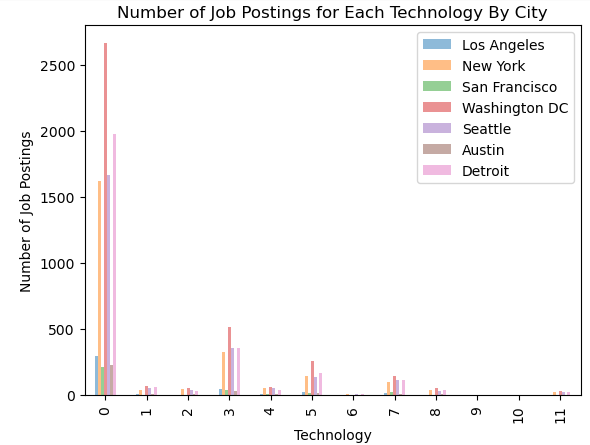 Number of Job Postings for Each Technology By City
Los Angeles
New York
San Francisco
Washington DC
Seattle
Austin
Detroit
Number of Job Postings
2500
2000
1500
1000
500
0
0 1 2 3 4 5 6 7 8 9 10 11
Technology